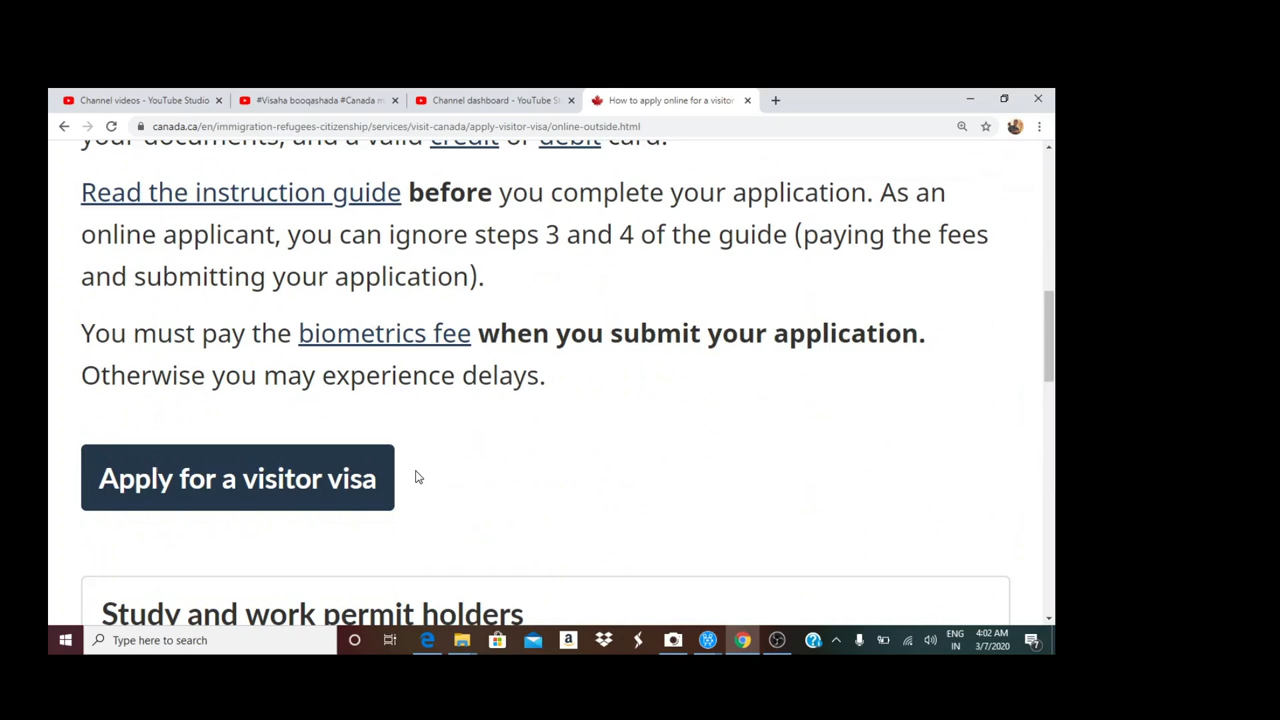 Channel videos - YouTube Studio
#Visaha booqashada #Canada m
Channel dashboard - YouTube St
How to apply online for a visitor
canada.ca/en/immigration-refugees-citizenship/services/visit-canada/apply-visitor-visa/online-outside.html
your documents, and a valid credit or debit card.
Read the instruction guide before you complete your application. As an
online applicant, you can ignore steps 3 and 4 of the guide (paying the fees
and submitting your application).
You must pay the biometrics fee when you submit your application.
Otherwise you may experience delays.
Apply for a visitor visa
Study and work permit holders
Type here to search
ENG
IN
4:02 AM
3/7/2020
7